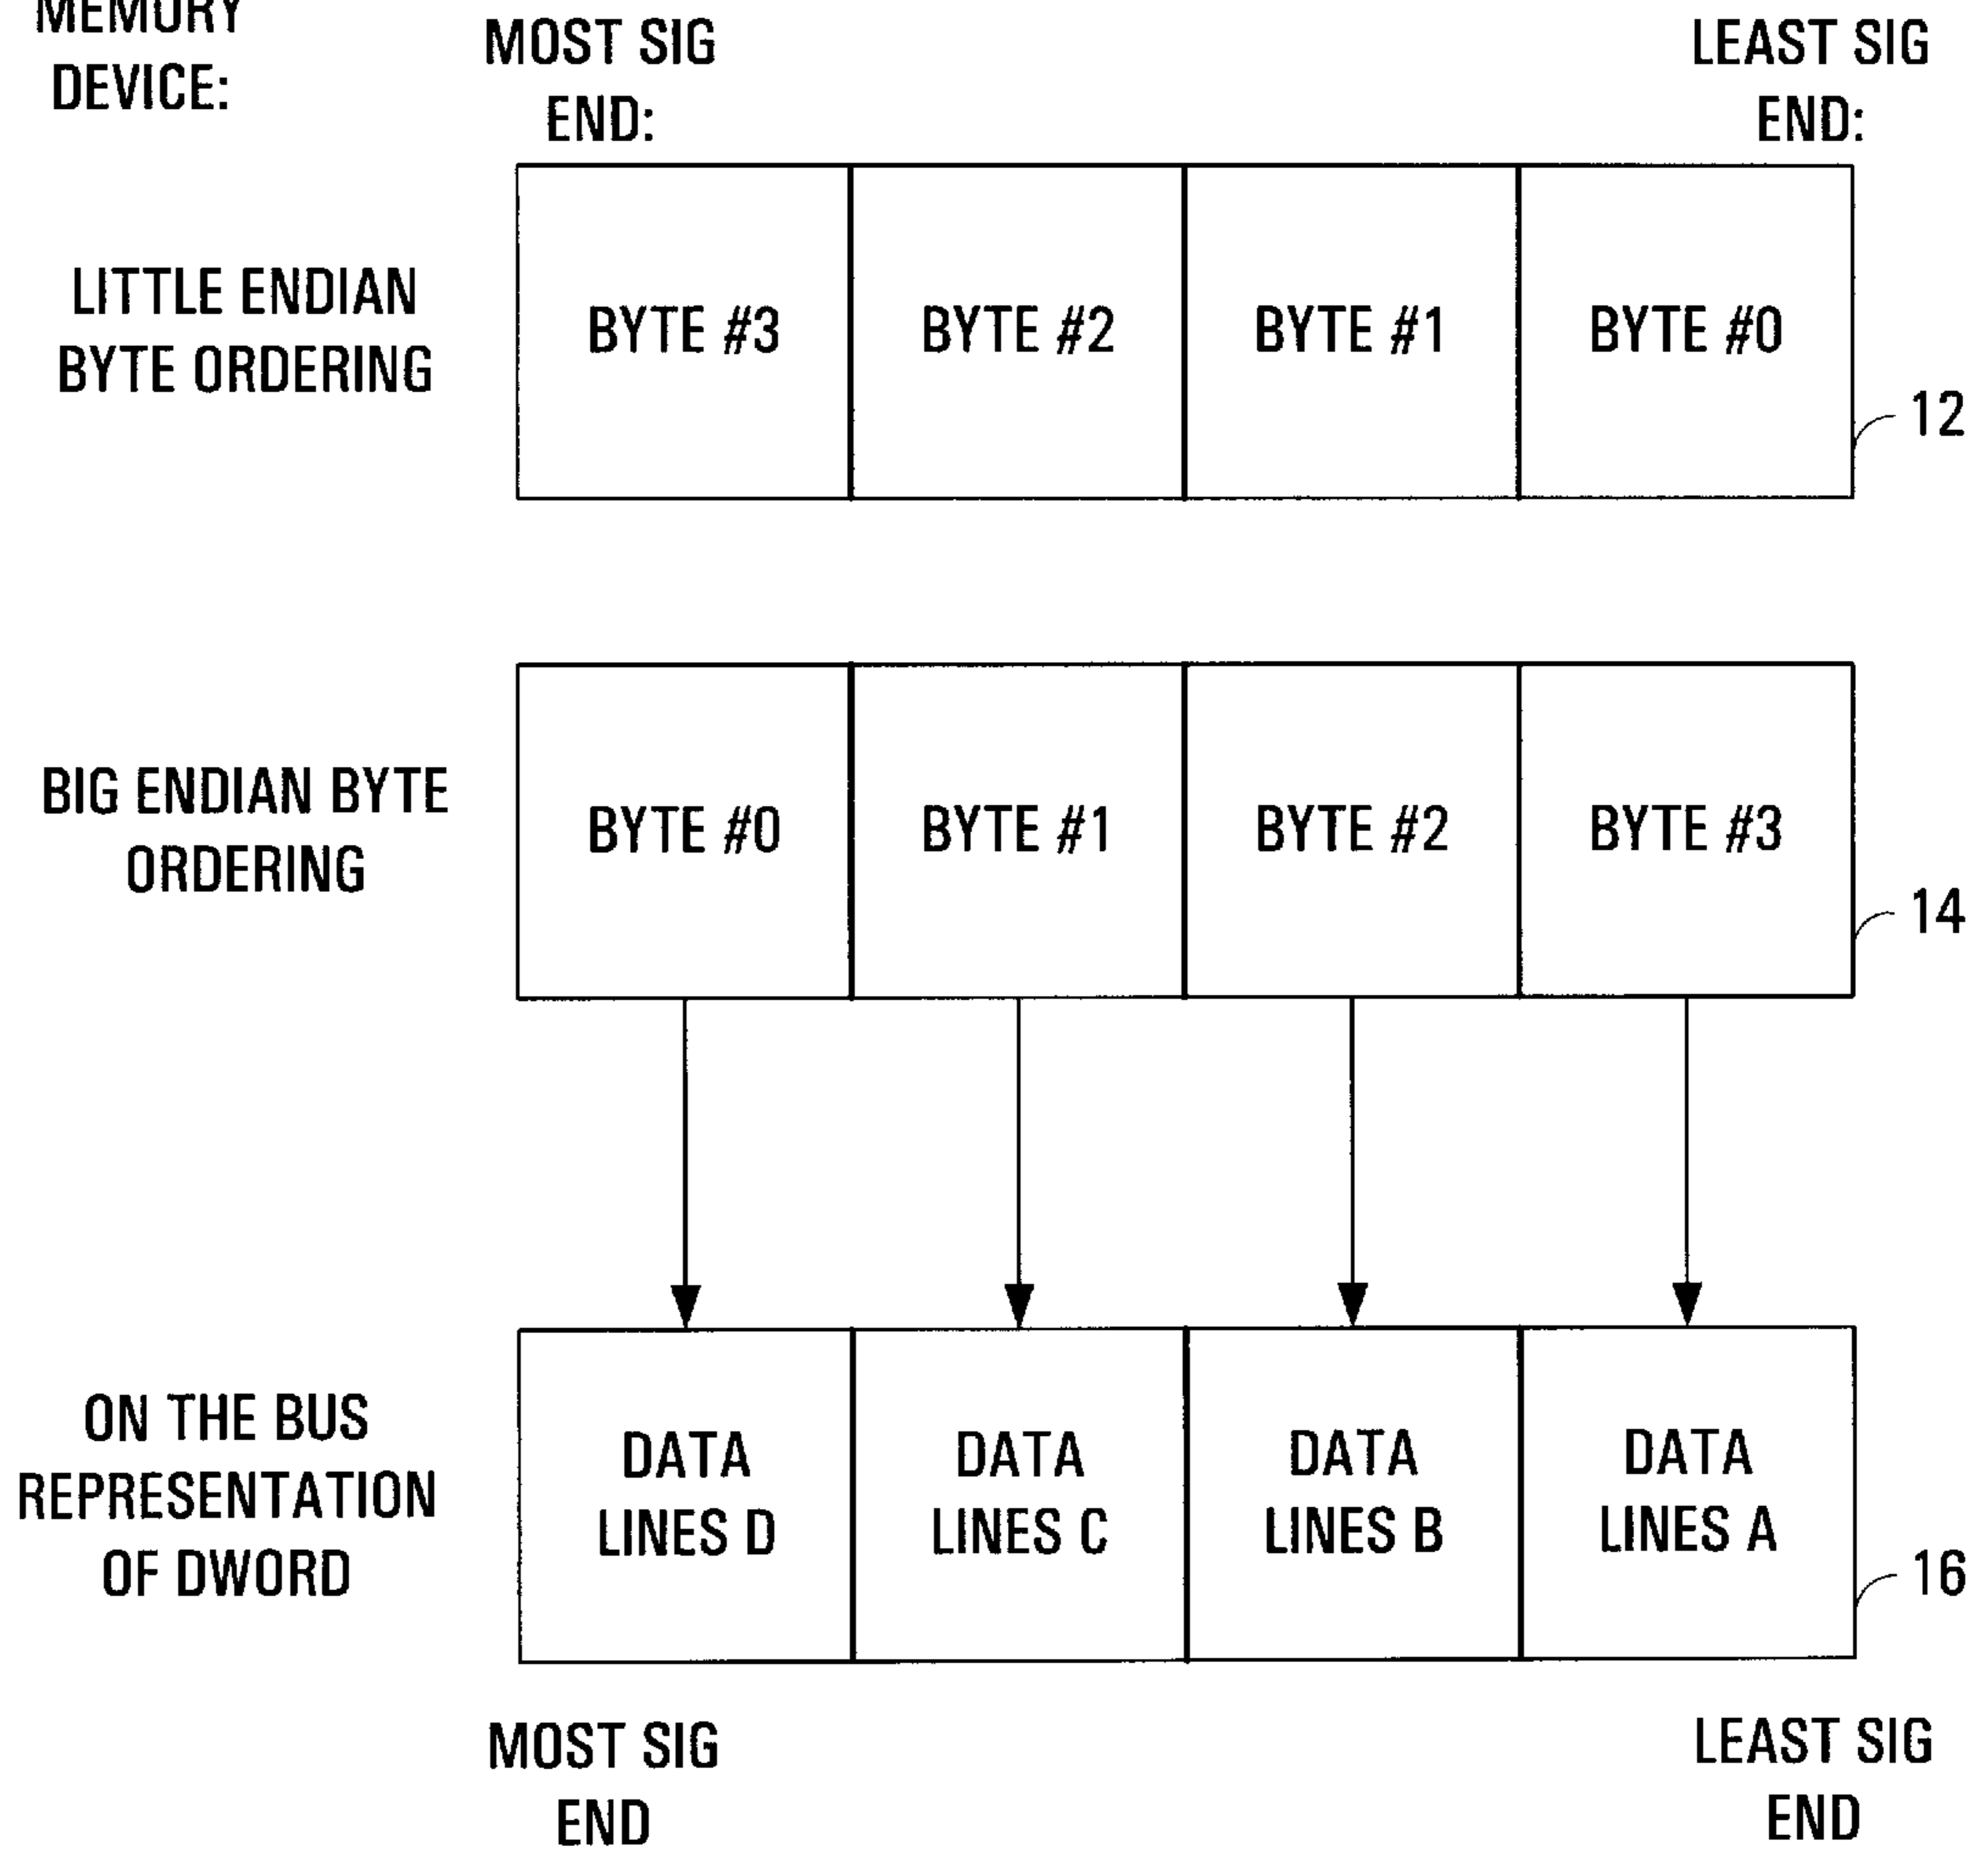 MEMORY
DEVICE:
MOST SIG
END:
LEAST SIG
END:
LITTLE ENDIAN
BYTE ORDERING
BYTE #3
BYTE #2
BYTE #1
BYTE #0
12
BIG ENDIAN BYTE
ORDERING
BYTE #0
BYTE #1
BYTE #2
BYTE #3
14
ON THE BUS
REPRESENTATION
OF DWORD
DATA
LINES D
DATA
LINES C
DATA
LINES B
DATA
LINES A
16
MOST SIG
END
LEAST SIG
END